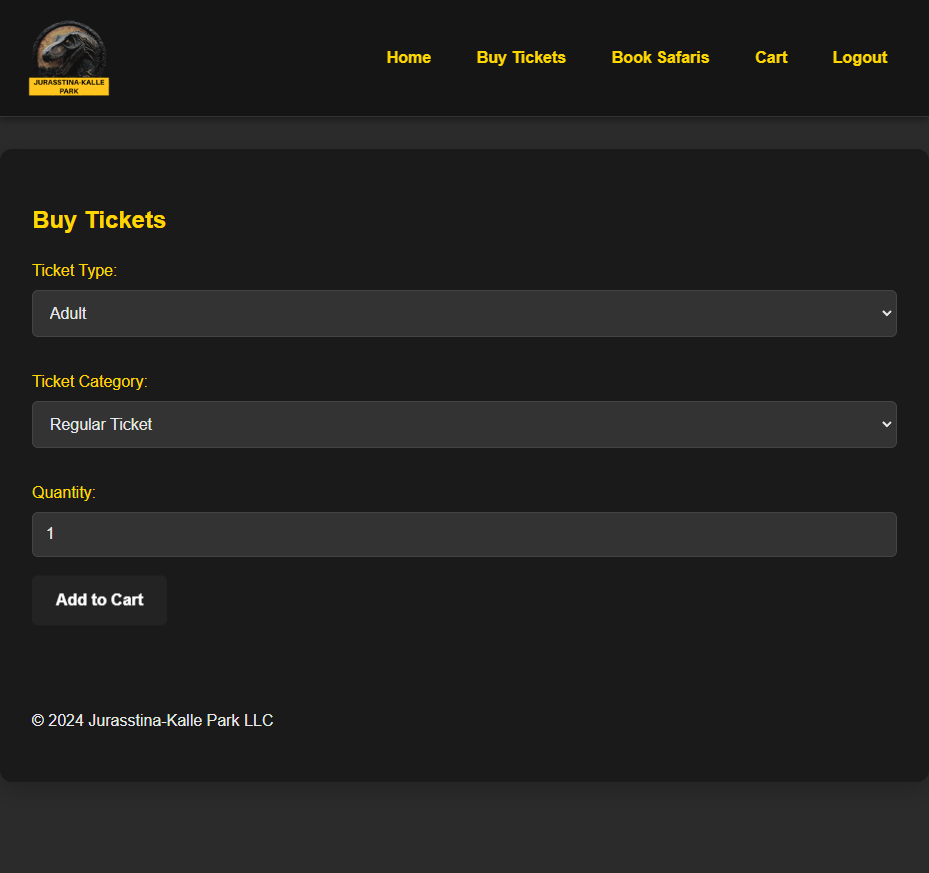 JURASSTINA-KALLE
PARK
Home Buy Tickets Book Safaris Cart Logout
Buy Tickets
Ticket Type:
Adult
Ticket Category:
Regular Ticket
Quantity:
1
Add to Cart
© 2024 Jurasstina-Kalle Park LLC